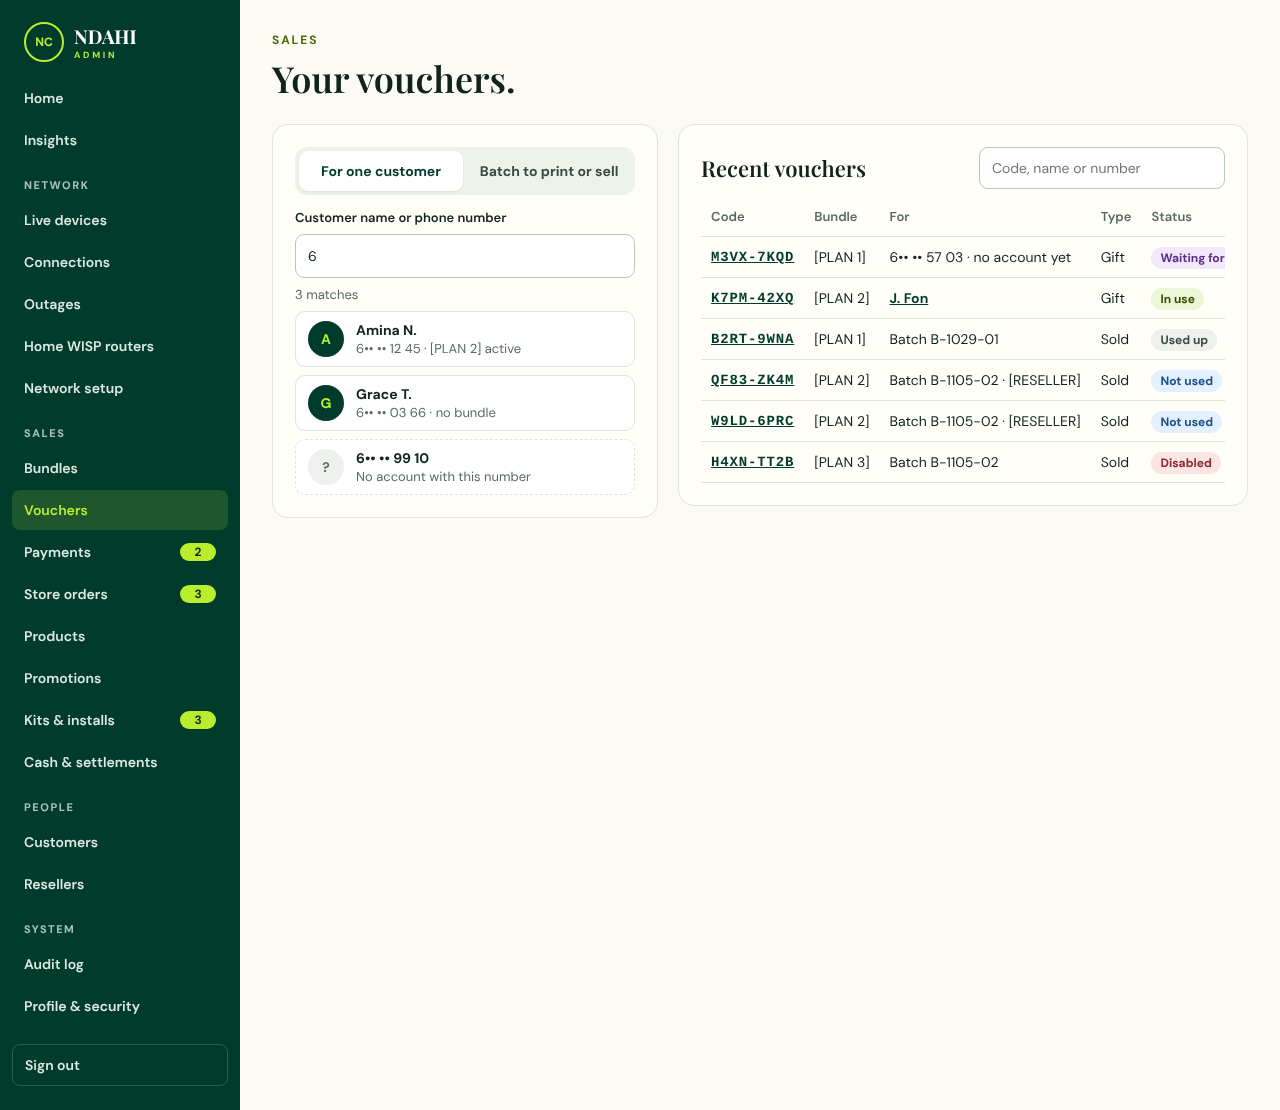 NC
NDAHI
ADMIN
Home
Insights
NETWORK
Live devices
Connections
Outages
Home WISP routers
Network setup
SALES
Bundles
Vouchers
Payments 2
Store orders 3
Products
Promotions
Kits & installs 3
Cash & settlements
PEOPLE
Customers
Resellers
SYSTEM
Audit log
Profile & security
Sign out
SALES
Your vouchers.
For one customer Batch to print or sell
Customer name or phone number
6
3 matches
A
Amina N.
6•• •• 12 45 · [PLAN 2] active
G
Grace T.
6•• •• 03 66 · no bundle
?
6•• •• 99 10
No account with this number
Recent vouchers
Code, name or number
Code Bundle For Type Status
M3VX-7KQD [PLAN 1] 6•• •• 57 03 · no account yet Gift Waiting for
K7PM-42XQ [PLAN 2] J. Fon Gift In use
B2RT-9WNA [PLAN 1] Batch B-1029-01 Sold Used up
QF83-ZK4M [PLAN 2] Batch B-1105-02 · [RESELLER] Sold Not used
W9LD-6PRC [PLAN 2] Batch B-1105-02 · [RESELLER] Sold Not used
H4XN-TT2B [PLAN 3] Batch B-1105-02 Sold Disabled